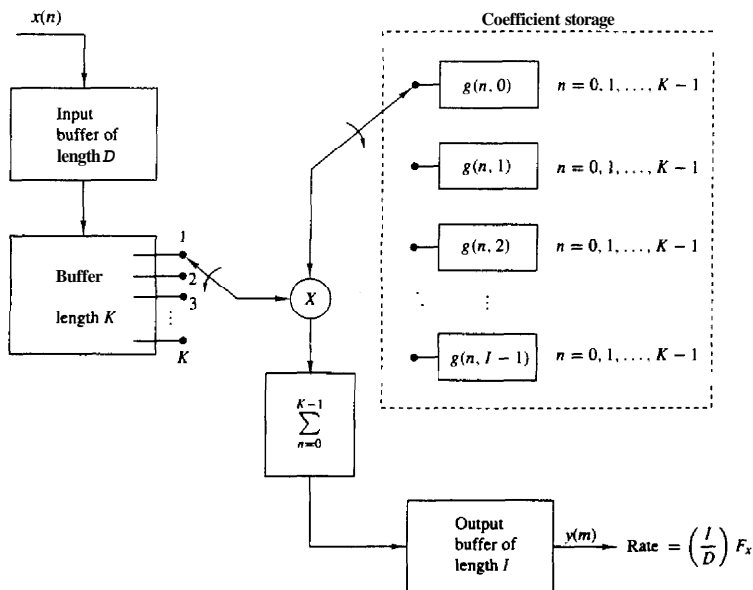 x(n)
Coefficient storage
Input
buffer of
length D
g(n, 0) n = 0, 1, . . . , K − 1
g(n, 1) n = 0, 1, . . . , K − 1
g(n, 2) n = 0, 1, . . . , K − 1
. . . ⋮
g(n, I − 1) n = 0, 1, . . . , K − 1
Buffer
length K
1
2
3
⋮
K
X
K−1
∑
n=0
Output
buffer of
length I
y(m)
Rate = (I/D) Fₓ